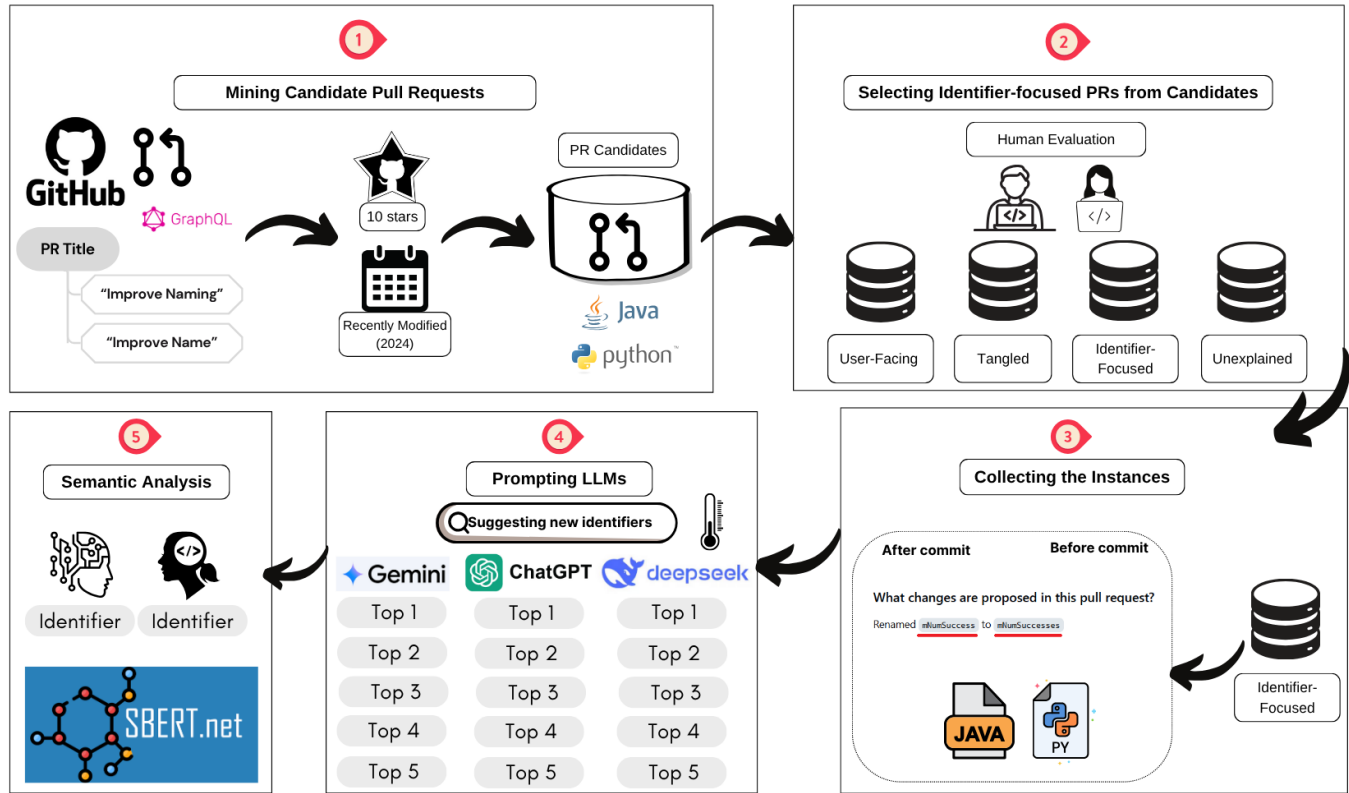 1
Mining Candidate Pull Requests
GitHub
GraphQL
PR Title
“Improve Naming”
“Improve Name”
10 stars
Recently Modified
(2024)
PR Candidates
Java
python™
2
Selecting Identifier-focused PRs from Candidates
Human Evaluation
</>
</>
User-Facing
Tangled
Identifier-
Focused
Unexplained
3
Collecting the Instances
After commit
Before commit
What changes are proposed in this pull request?
Renamed mNumSuccess to mNumSuccesses
JAVA
PY
Identifier-
Focused
4
Prompting LLMs
Suggesting new identifiers
Gemini
ChatGPT
deepseek
Top 1
Top 1
Top 1
Top 2
Top 2
Top 2
Top 3
Top 3
Top 3
Top 4
Top 4
Top 4
Top 5
Top 5
Top 5
5
Semantic Analysis
</>
Identifier
Identifier
SBERT.net